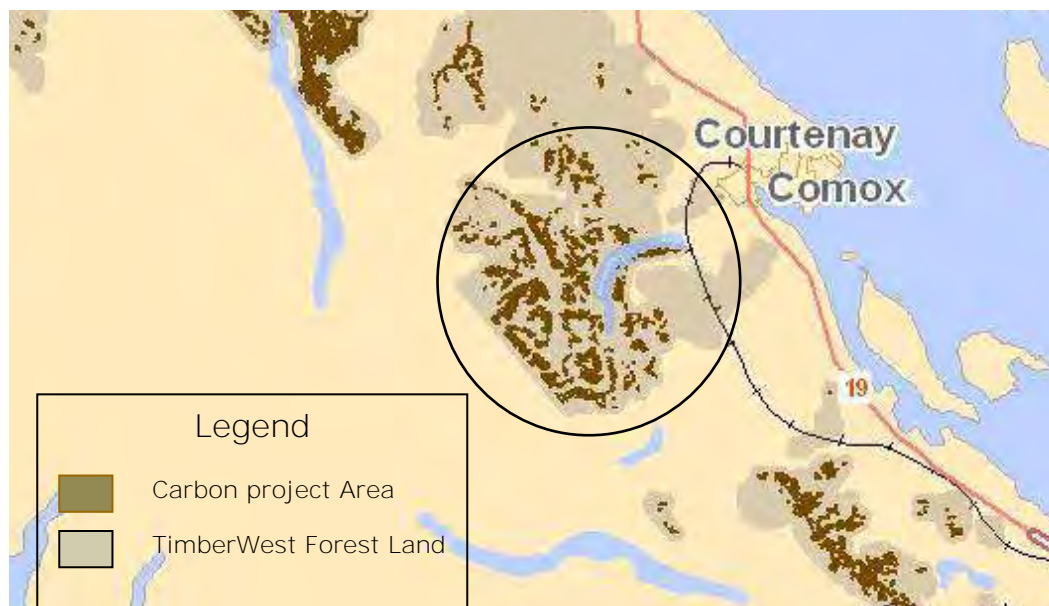 Courtenay
Comox
19
Legend
Carbon project Area
TimberWest Forest Land